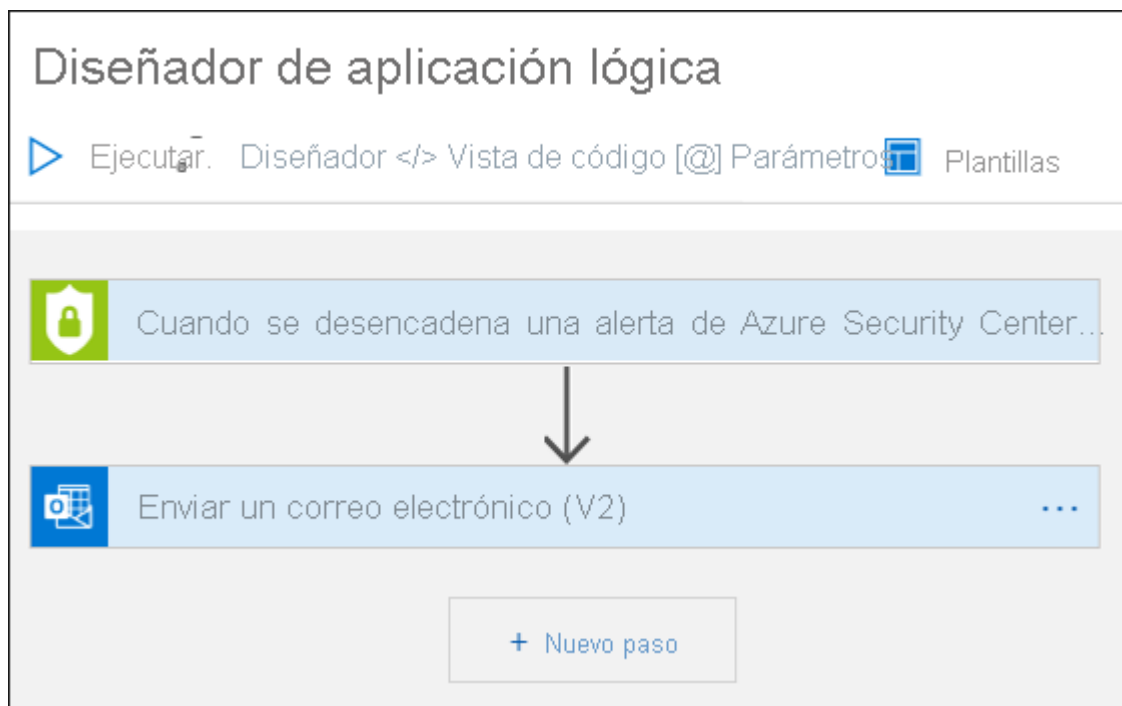 Diseñador de aplicación lógica
Ejecutar. Diseñador </> Vista de código [@] Parámetros Plantillas
Cuando se desencadena una alerta de Azure Security Center...
Enviar un correo electrónico (V2) ...
+ Nuevo paso